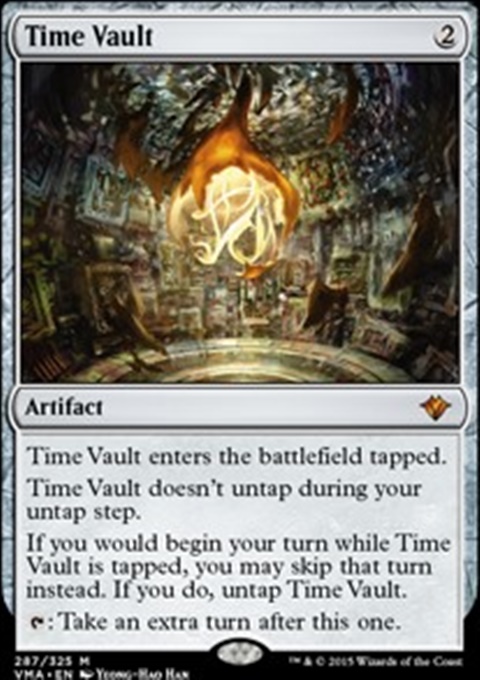 Time Vault 2
Artifact
Time Vault enters the battlefield tapped.
Time Vault doesn't untap during your
untap step.
If you would begin your turn while Time
Vault is tapped, you may skip that turn
instead. If you do, untap Time Vault.
: Take an extra turn after this one.
287/325 M
VMA • EN Yeong-Hao Han
™ & © 2015 Wizards of the Coast